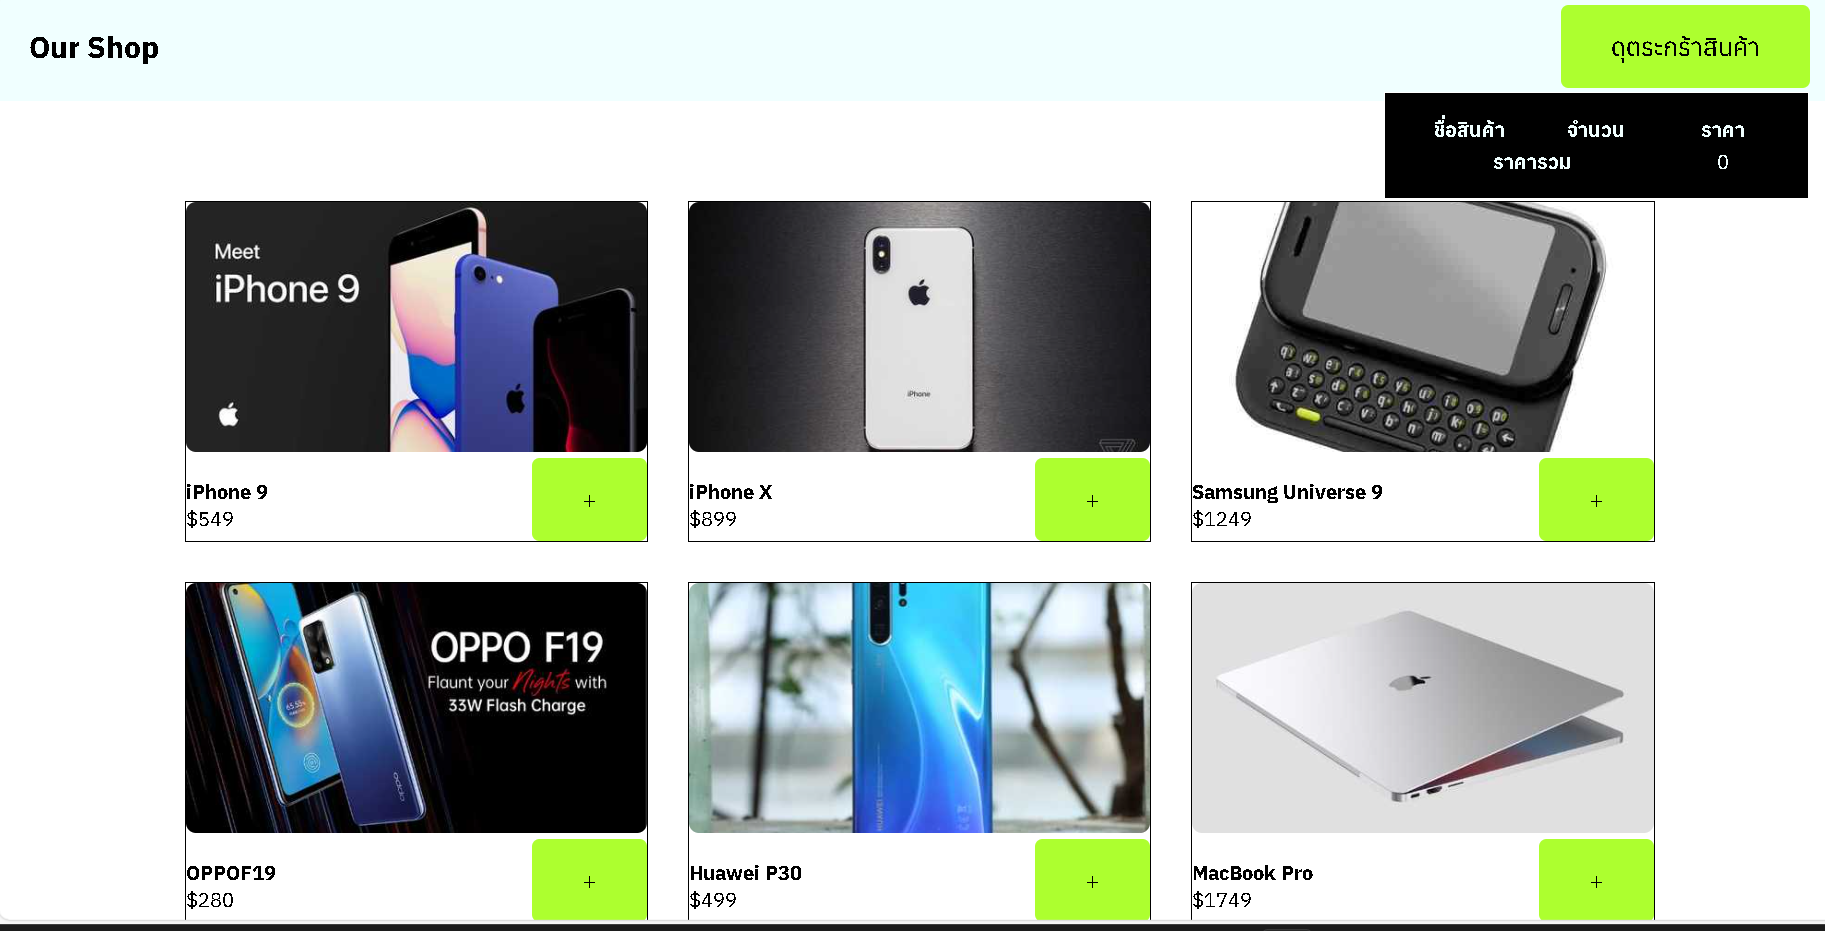 Our Shop
ดุตระกร้าสินค้า
ชื่อสินค้า จำนวน ราคา
ราคารวม 0
Meet
iPhone 9
iPhone
iPhone 9
$549
+
iPhone X
$899
+
Samsung Universe 9
$1249
+
OPPO F19
Flaunt your Nights with
33W Flash Charge
oppo
HUAWEI
OPPOF19
$280
+
Huawei P30
$499
+
MacBook Pro
$1749
+